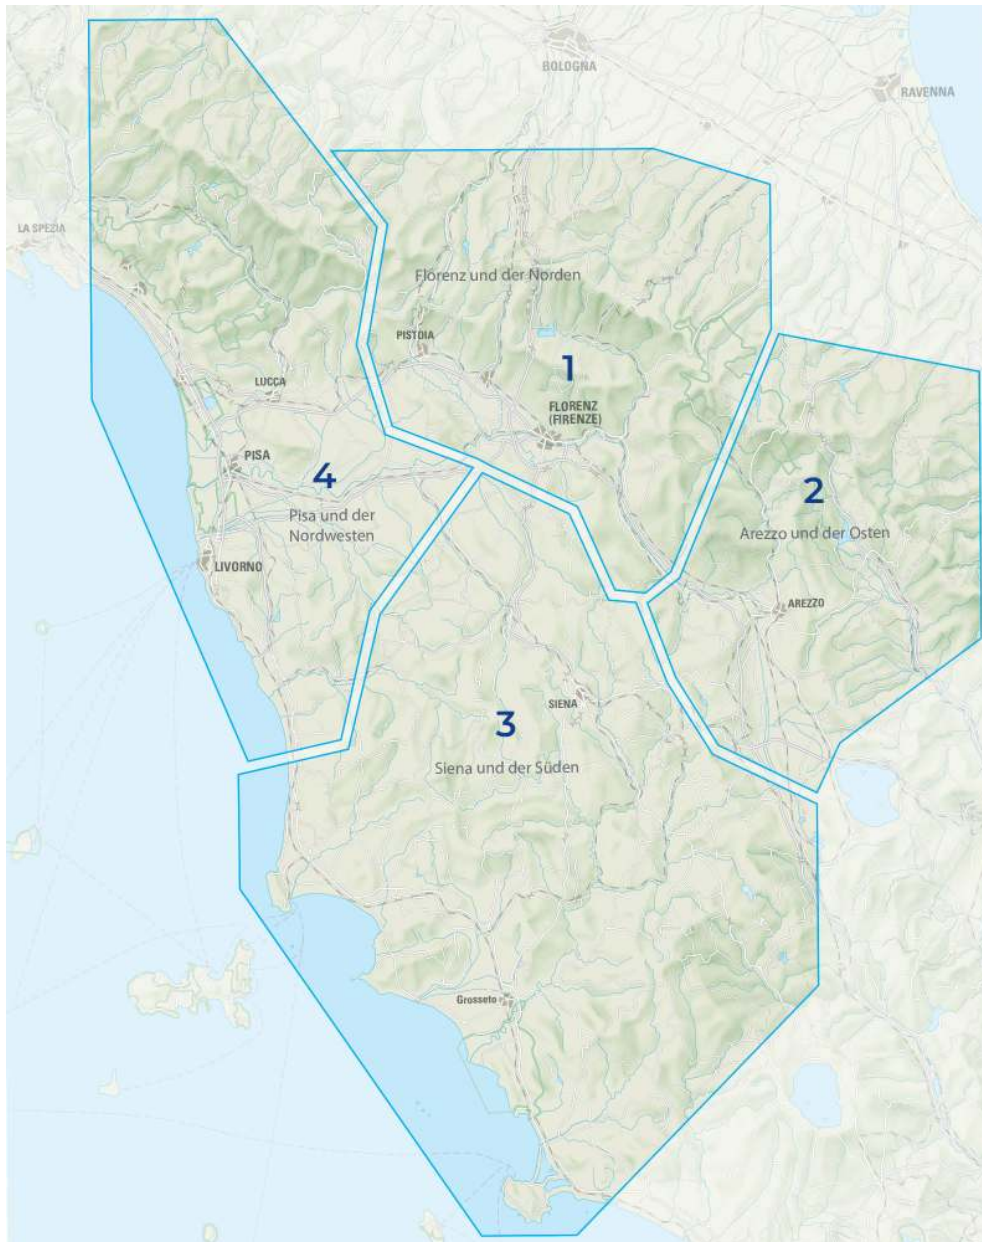 BOLOGNA
RAVENNA
LA SPEZIA
Florenz und der Norden
PISTOIA
1
LUCCA
FLORENZ
(FIRENZE)
PISA
4
Pisa und der
Nordwesten
2
Arezzo und der Osten
LIVORNO
AREZZO
SIENA
3
Siena und der Süden
Grosseto